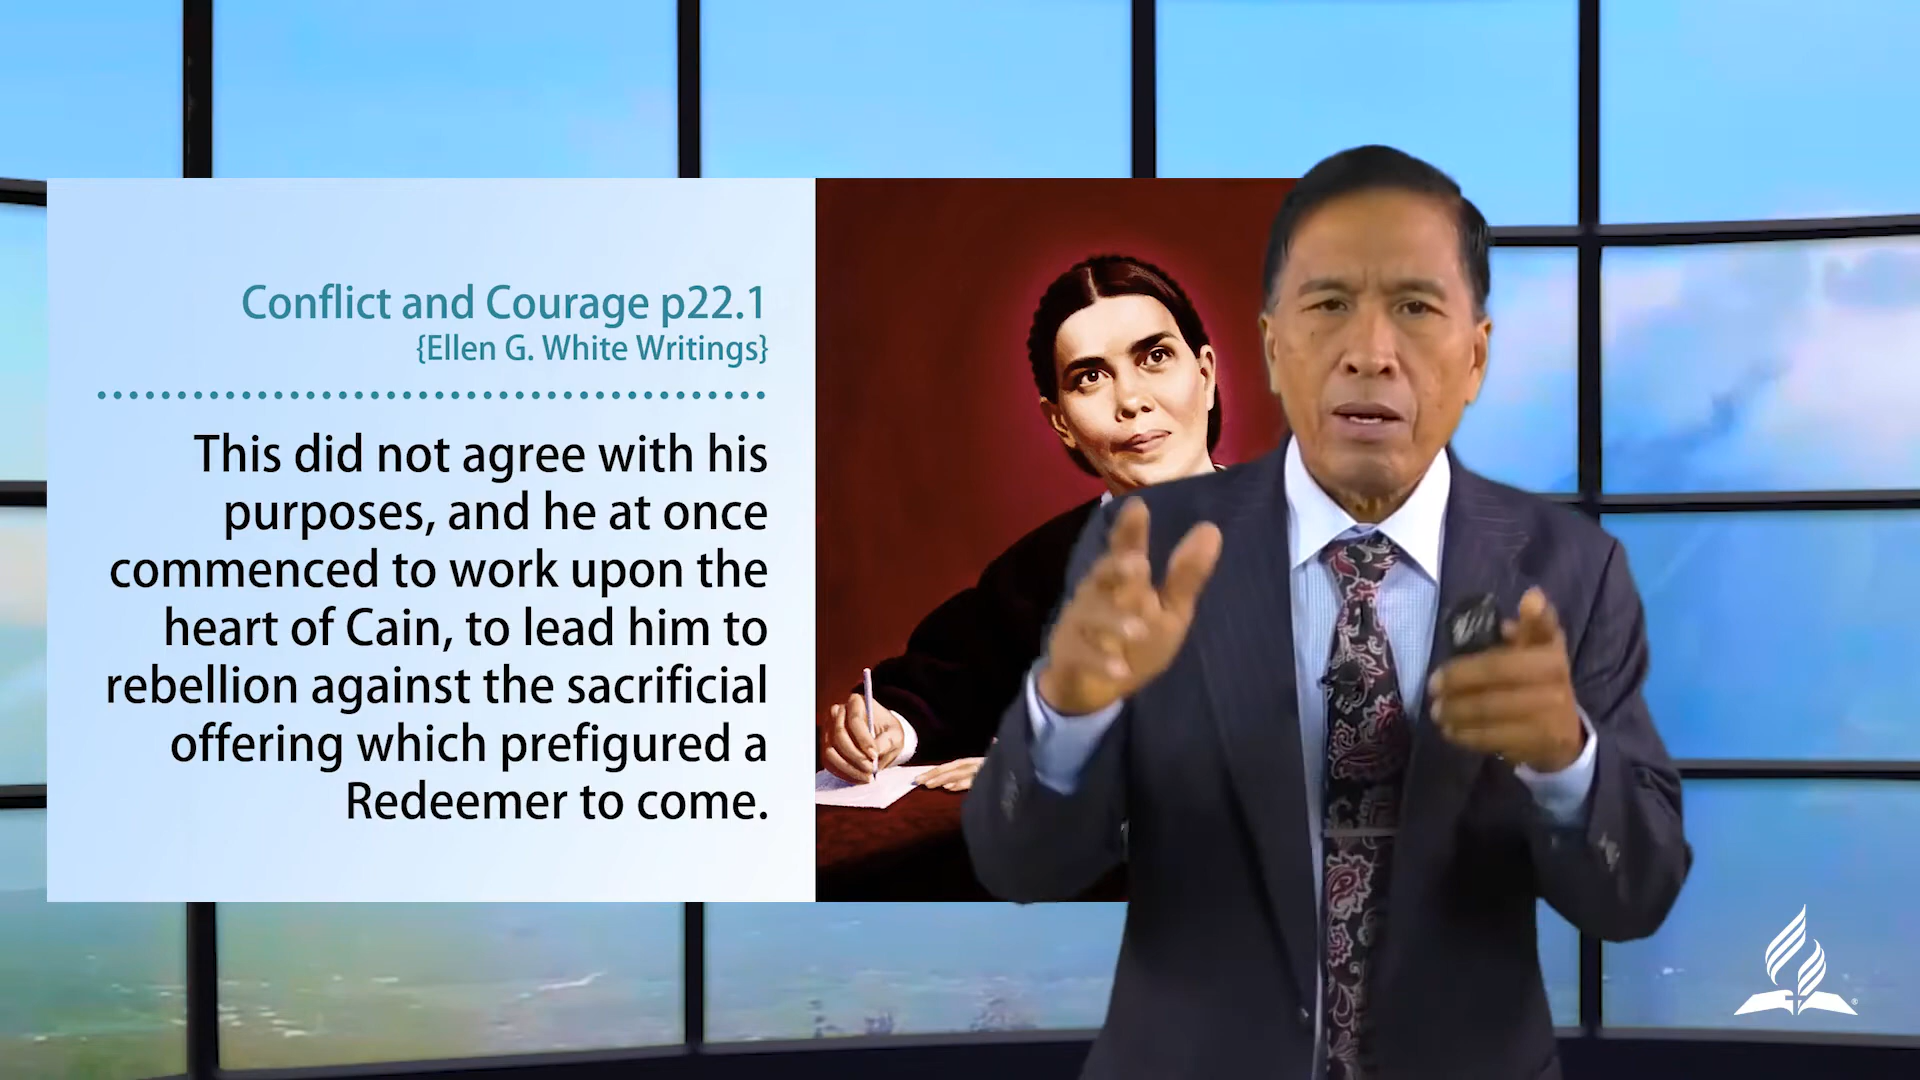 Conflict and Courage p22.1
{Ellen G. White Writings}
This did not agree with his
purposes, and he at once
commenced to work upon the
heart of Cain, to lead him to
rebellion against the sacrificial
offering which prefigured a
Redeemer to come.